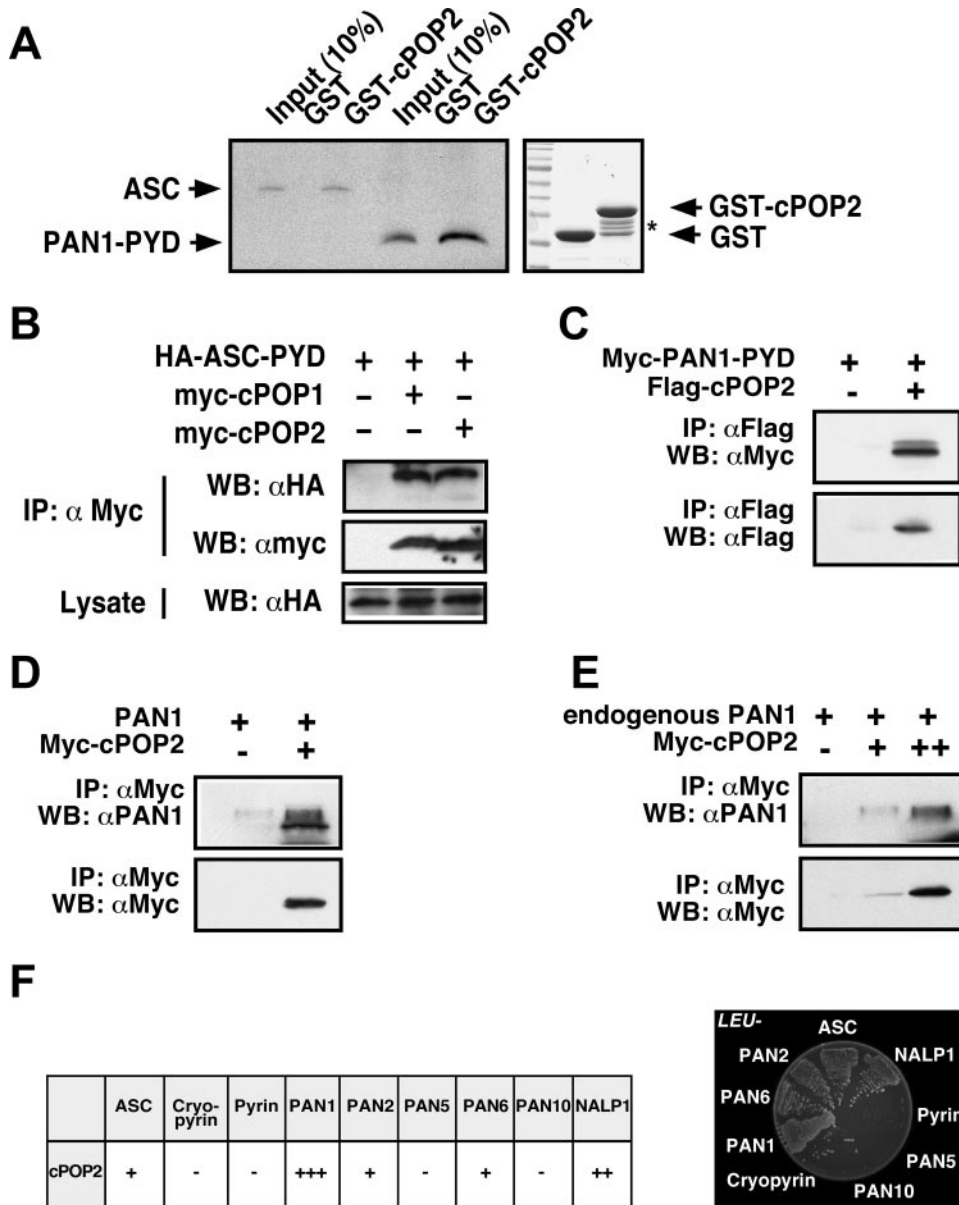 A
Input (10%)
GST
GST-cPOP2
Input (10%)
GST
GST-cPOP2
ASC
PAN1-PYD
GST-cPOP2
*
GST
B
HA-ASC-PYD + + +
myc-cPOP1 - + -
myc-cPOP2 - - +
IP: α Myc
WB: αHA
WB: αmyc
Lysate
WB: αHA
C
Myc-PAN1-PYD + +
Flag-cPOP2 - +
IP: αFlag
WB: αMyc
IP: αFlag
WB: αFlag
D
PAN1 + +
Myc-cPOP2 - +
IP: αMyc
WB: αPAN1
IP: αMyc
WB: αMyc
E
endogenous PAN1 + + +
Myc-cPOP2 - + ++
IP: αMyc
WB: αPAN1
IP: αMyc
WB: αMyc
F
ASC Cryo-pyrin Pyrin PAN1 PAN2 PAN5 PAN6 PAN10 NALP1
cPOP2 + - - +++ + - + - ++
LEU-
ASC
PAN2
NALP1
PAN6
Pyrin
PAN1
PAN5
Cryopyrin
PAN10